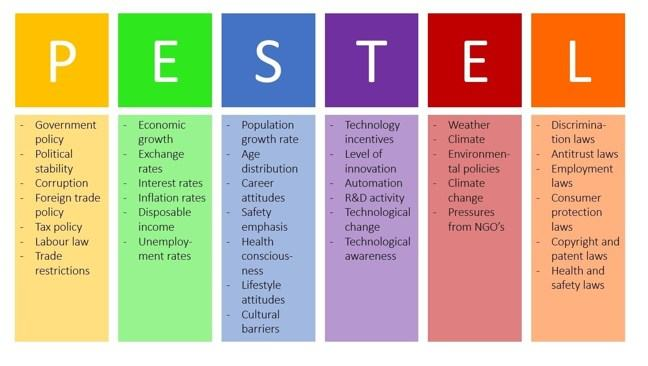 P
E
S
T
E
L
- Government
policy
- Political
stability
- Corruption
- Foreign trade
policy
- Tax policy
- Labour law
- Trade
restrictions
- Economic
growth
- Exchange
rates
- Interest rates
- Inflation rates
- Disposable
income
- Unemploy-
ment rates
- Population
growth rate
- Age
distribution
- Career
attitudes
- Safety
emphasis
- Health
conscious-
ness
- Lifestyle
attitudes
- Cultural
barriers
- Technology
incentives
- Level of
innovation
- Automation
- R&D activity
- Technological
change
- Technological
awareness
- Weather
- Climate
- Environmen-
tal policies
- Climate
change
- Pressures
from NGO's
- Discrimina-
tion laws
- Antitrust laws
- Employment
laws
- Consumer
protection
laws
- Copyright and
patent laws
- Health and
safety laws